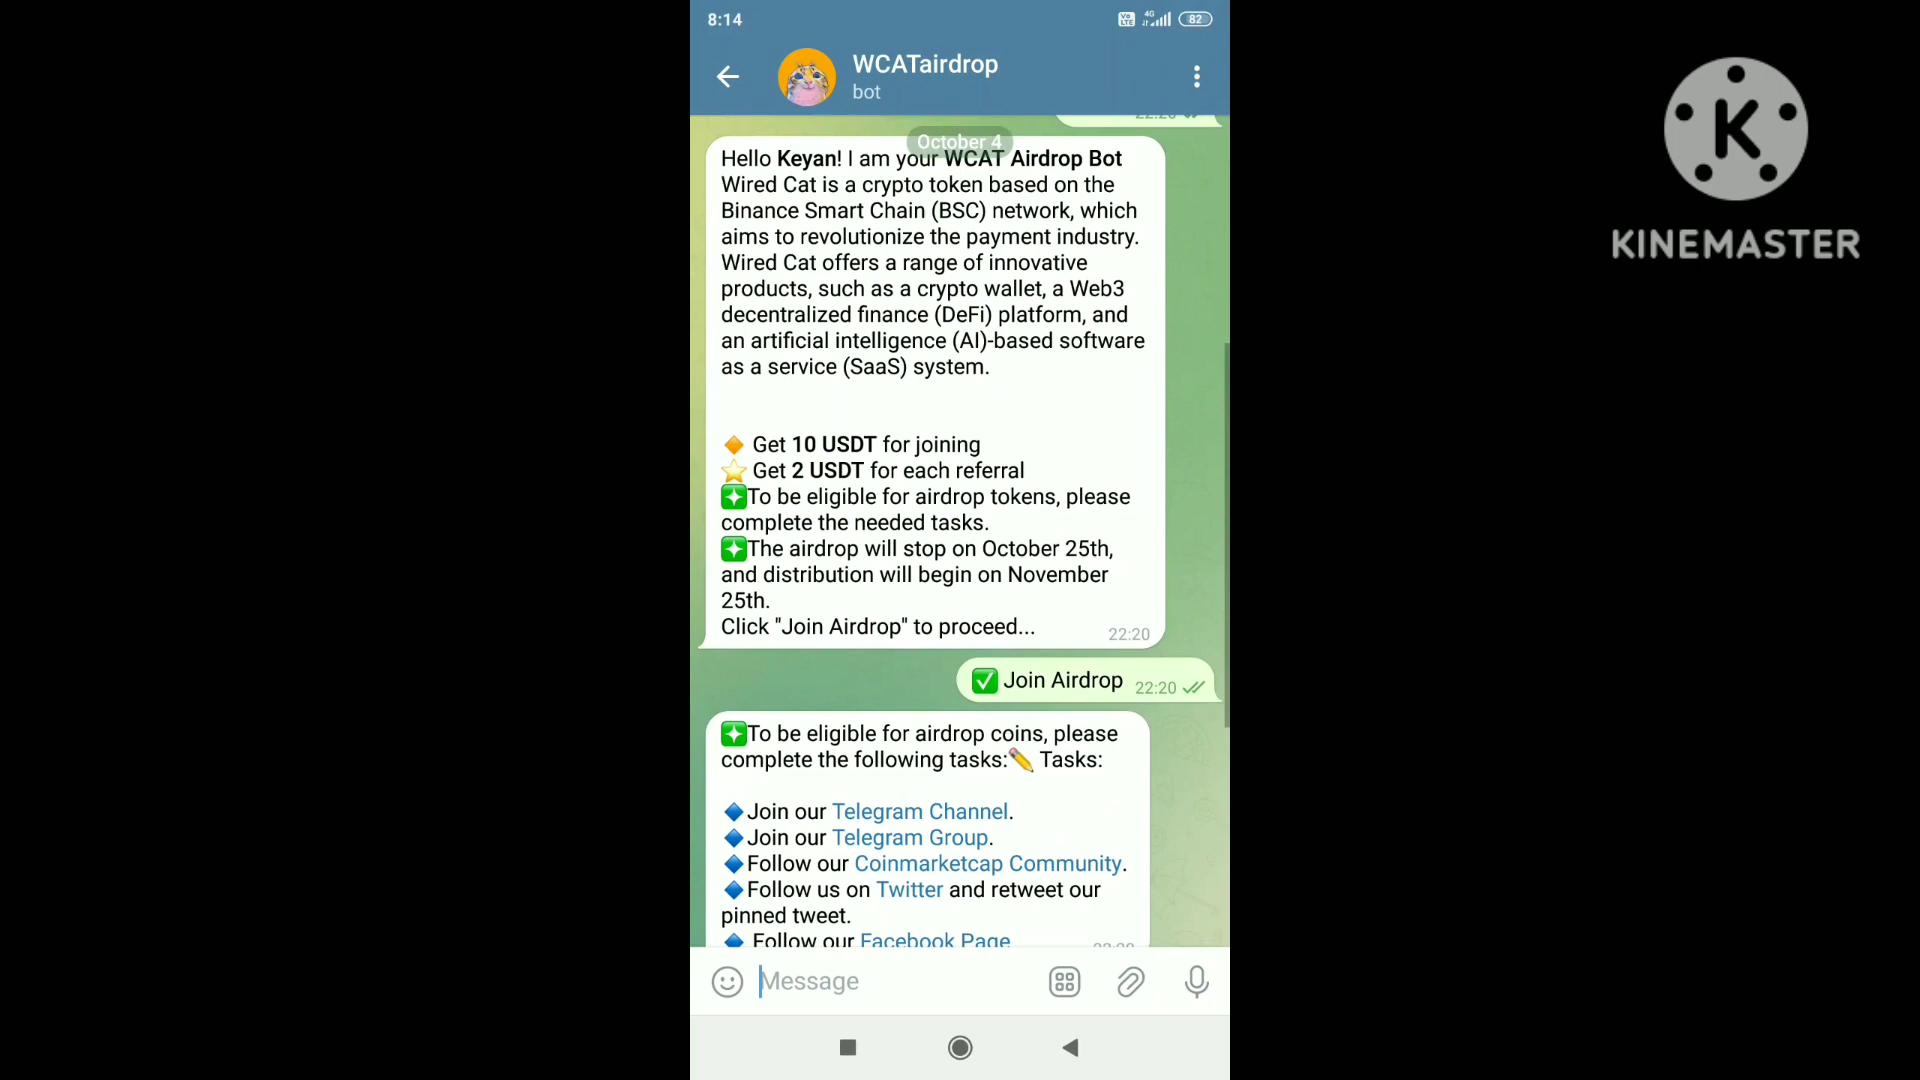 8:14
Vo LTE
4G
82
WCATairdrop
bot
October 4
Hello Keyan! I am your WCAT Airdrop Bot
Wired Cat is a crypto token based on the
Binance Smart Chain (BSC) network, which
aims to revolutionize the payment industry.
Wired Cat offers a range of innovative
products, such as a crypto wallet, a Web3
decentralized finance (DeFi) platform, and
an artificial intelligence (AI)-based software
as a service (SaaS) system.
🔸 Get 10 USDT for joining
⭐ Get 2 USDT for each referral
❇️To be eligible for airdrop tokens, please
complete the needed tasks.
❇️The airdrop will stop on October 25th,
and distribution will begin on November
25th.
Click "Join Airdrop" to proceed...
22:20
✅ Join Airdrop 22:20
❇️To be eligible for airdrop coins, please
complete the following tasks:✏️ Tasks:
🔹Join our Telegram Channel.
🔹Join our Telegram Group.
🔹Follow our Coinmarketcap Community.
🔹Follow us on Twitter and retweet our
pinned tweet.
🔹 Follow our Facebook Page
Message
K
KINEMASTER